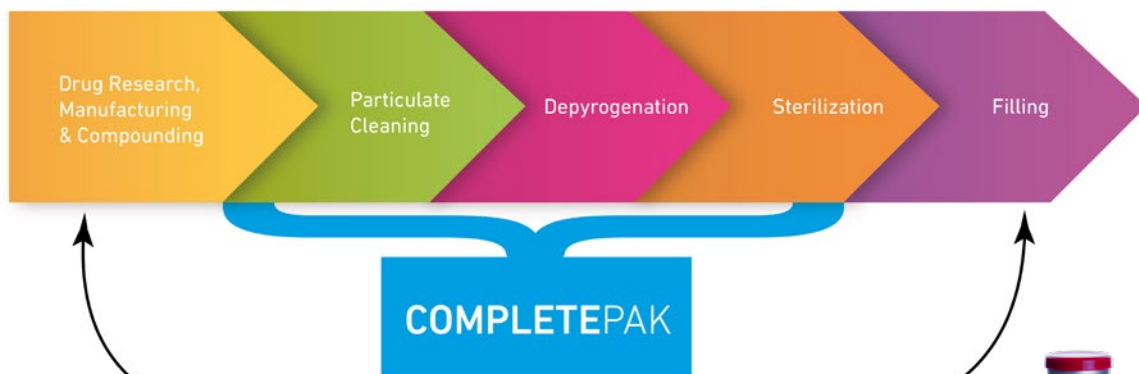 Drug Research,
Manufacturing
& Compounding
Particulate
Cleaning
Depyrogenation
Sterilization
Filling
COMPLETEPAK